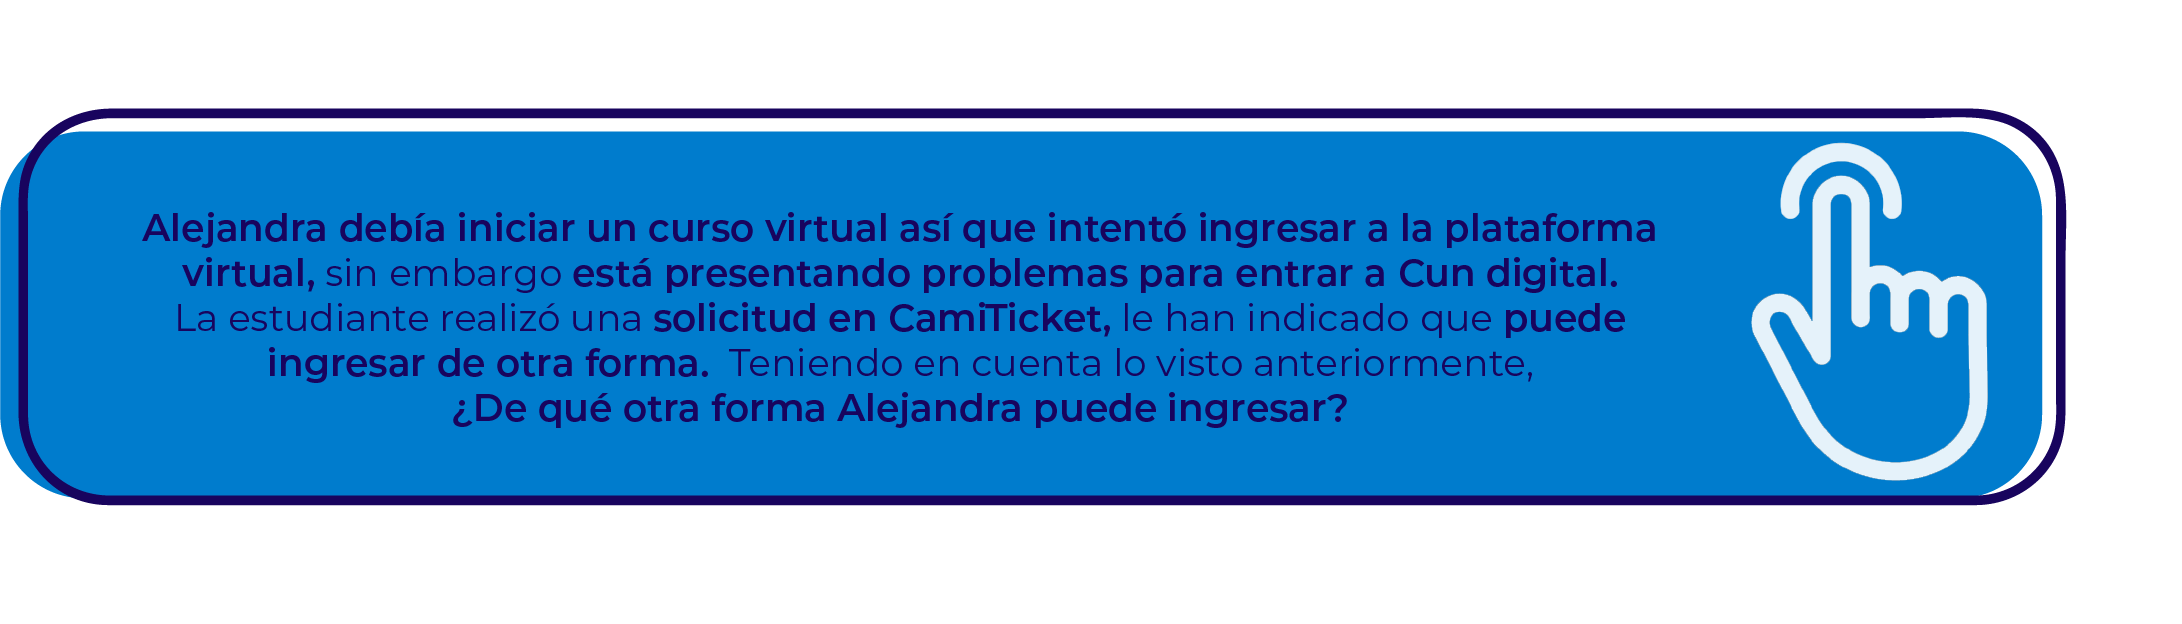 Alejandra debía iniciar un curso virtual así que intentó ingresar a la plataforma
virtual, sin embargo está presentando problemas para entrar a Cun digital.
La estudiante realizó una solicitud en CamiTicket, le han indicado que puede
ingresar de otra forma.  Teniendo en cuenta lo visto anteriormente,
¿De qué otra forma Alejandra puede ingresar?